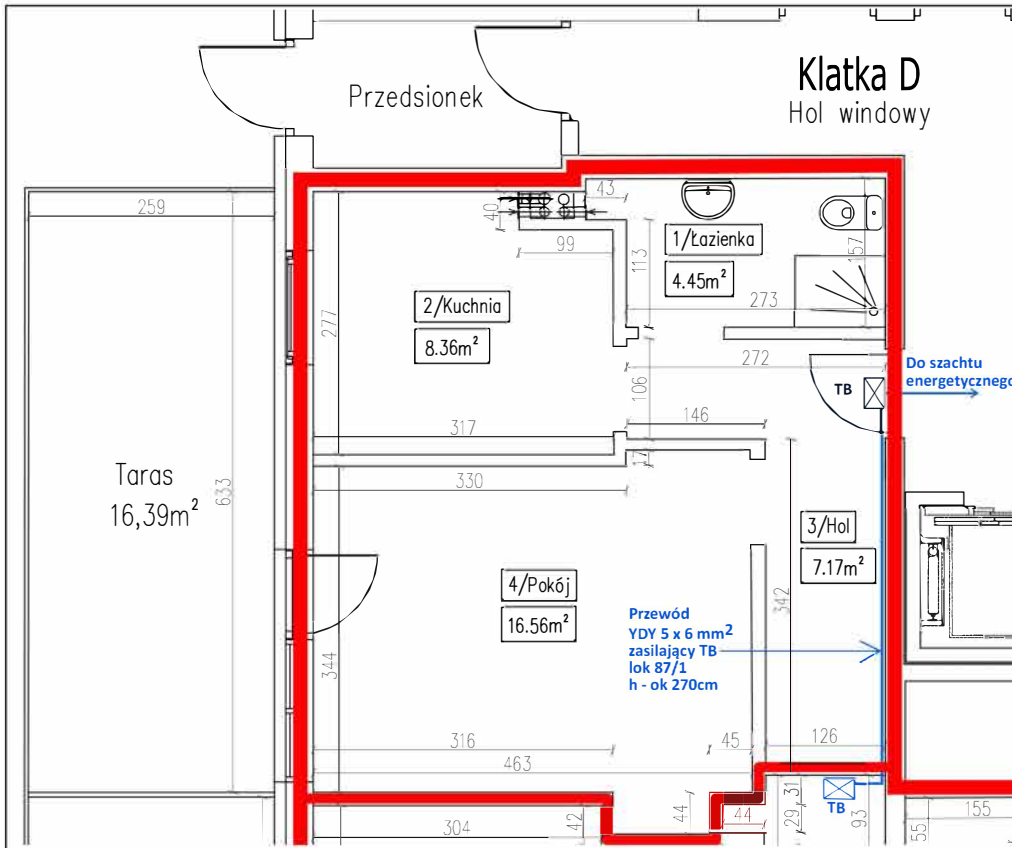 Klatka D
Hol windowy
Przedsionek
259
43
40
99
1/Łazienka
4.45m²
113
157
273
2/Kuchnia
8.36m²
277
272
106
146
TB
Do szachtu
energetycznego
317
17
330
Taras
16,39m²
633
3/Hol
7.17m²
4/Pokój
16.56m²
342
344
Przewód
YDY 5 x 6 mm²
zasilający TB
lok 87/1
h - ok 270cm
316
45
126
463
TB
44
44
31
29
93
42
304
155
55